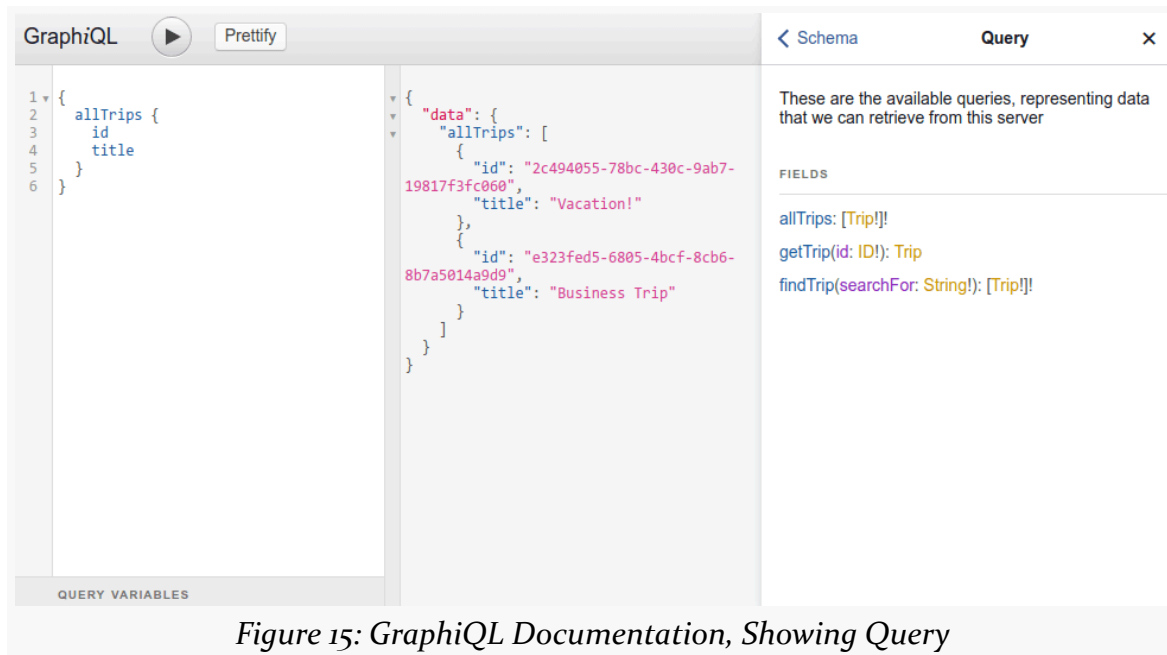 GraphiQL
Prettify
1 {
2 allTrips {
3 id
4 title
5 }
6 }
QUERY VARIABLES
{
"data": {
"allTrips": [
{
"id": "2c494055-78bc-430c-9ab7-
19817f3fc060",
"title": "Vacation!"
},
{
"id": "e323fed5-6805-4bcf-8cb6-
8b7a5014a9d9",
"title": "Business Trip"
}
]
}
}
Schema
Query
These are the available queries, representing data
that we can retrieve from this server
FIELDS
allTrips: [Trip!]!
getTrip(id: ID!): Trip
findTrip(searchFor: String!): [Trip!]!
Figure 15: GraphiQL Documentation, Showing Query